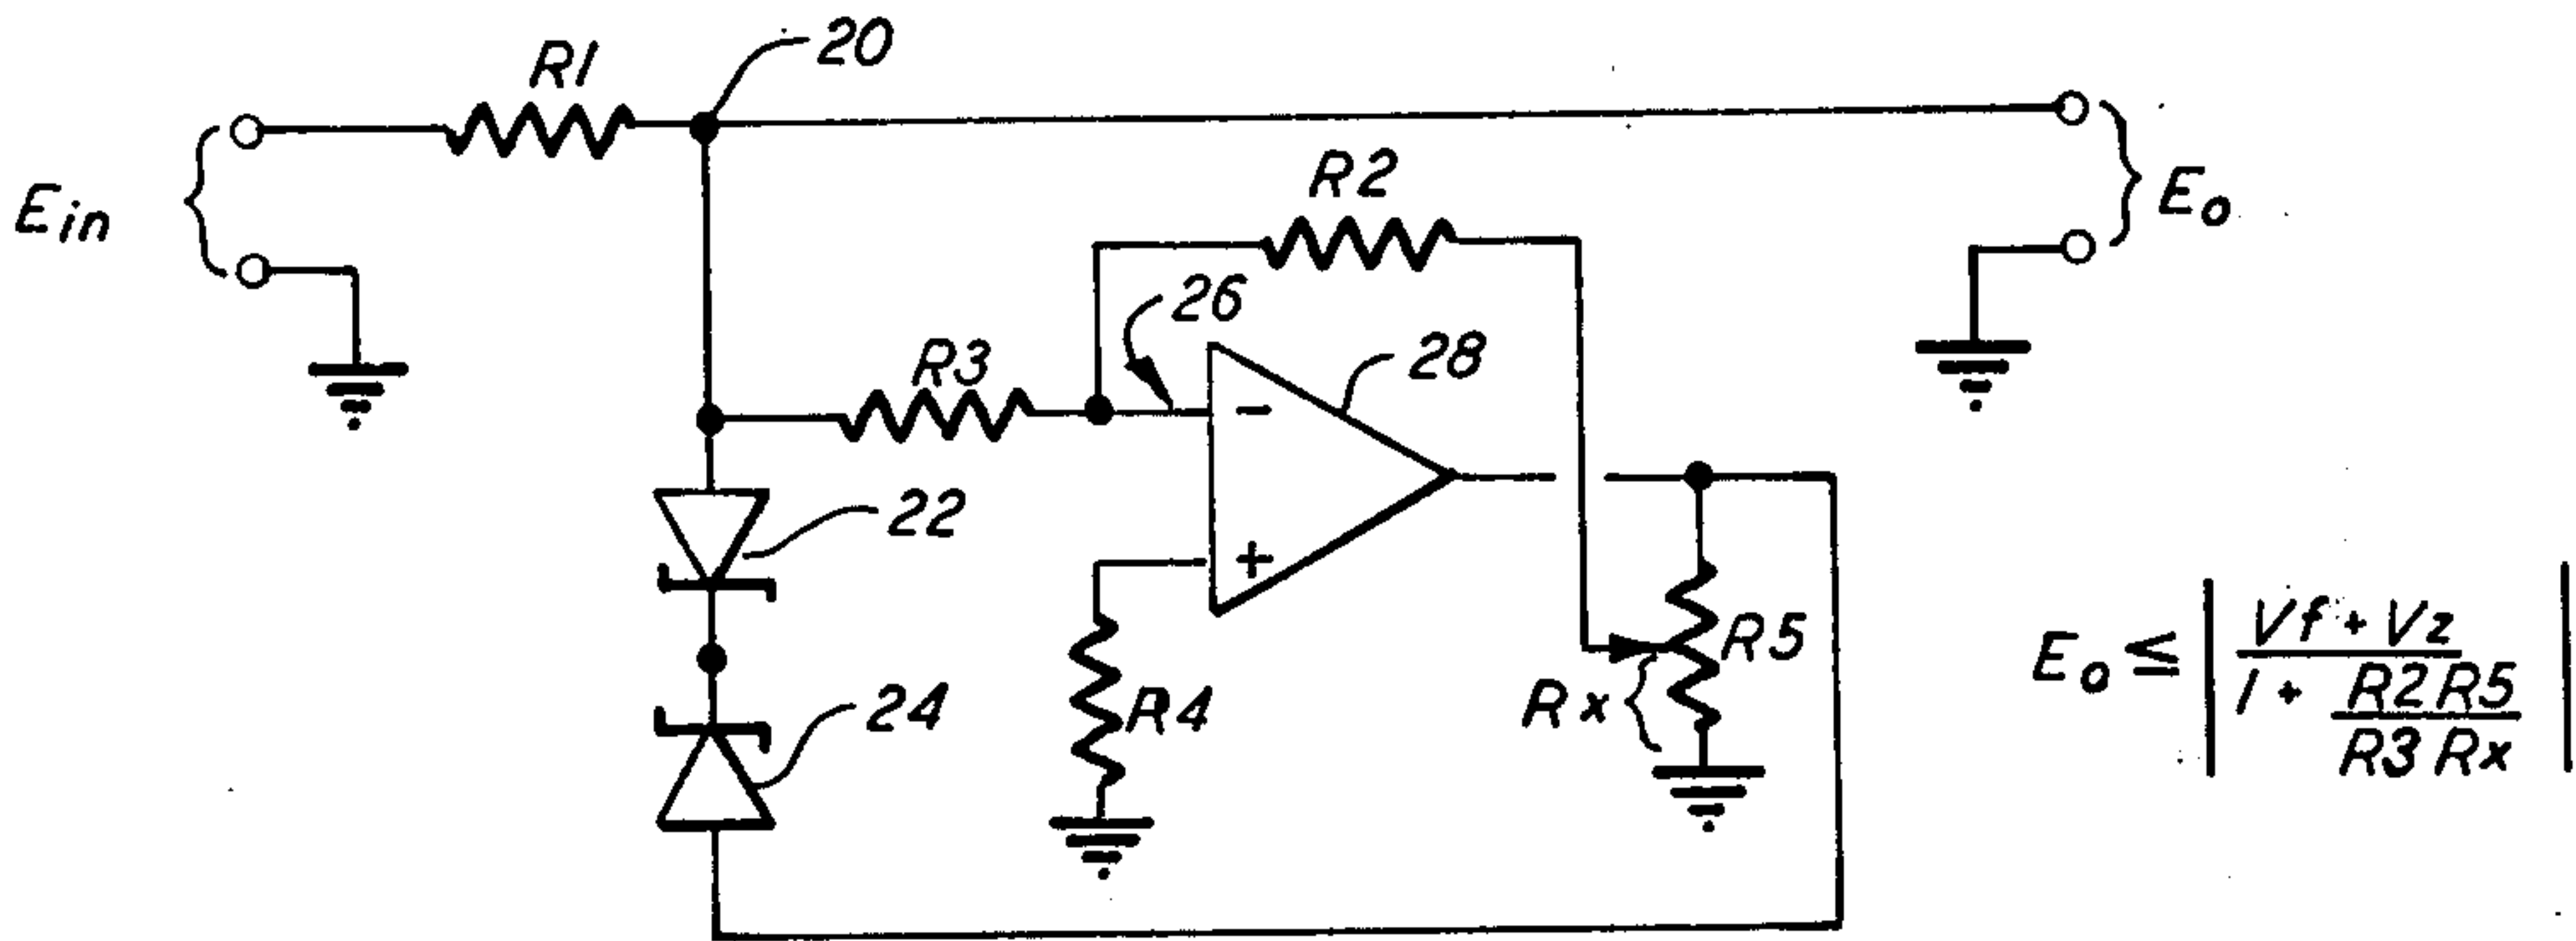 R1
20
Ein
R2
Eo
26
R3
28
22
R5
Rx
R4
24
Eo ≤ | Vf + Vz
1 + R2 R5
R3 Rx |
-
+